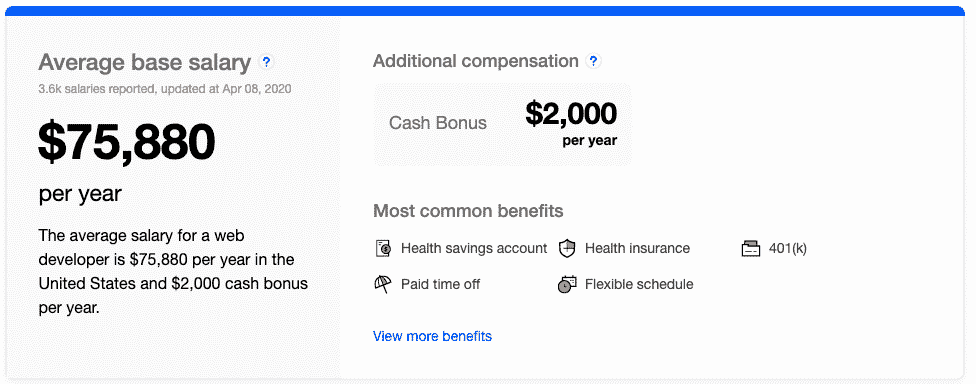 Average base salary ?
3.6k salaries reported, updated at Apr 08, 2020
$75,880
per year
The average salary for a web
developer is $75,880 per year in the
United States and $2,000 cash bonus
per year.
Additional compensation ?
Cash Bonus $2,000
per year
Most common benefits
Health savings account Health insurance 401(k)
Paid time off Flexible schedule
View more benefits